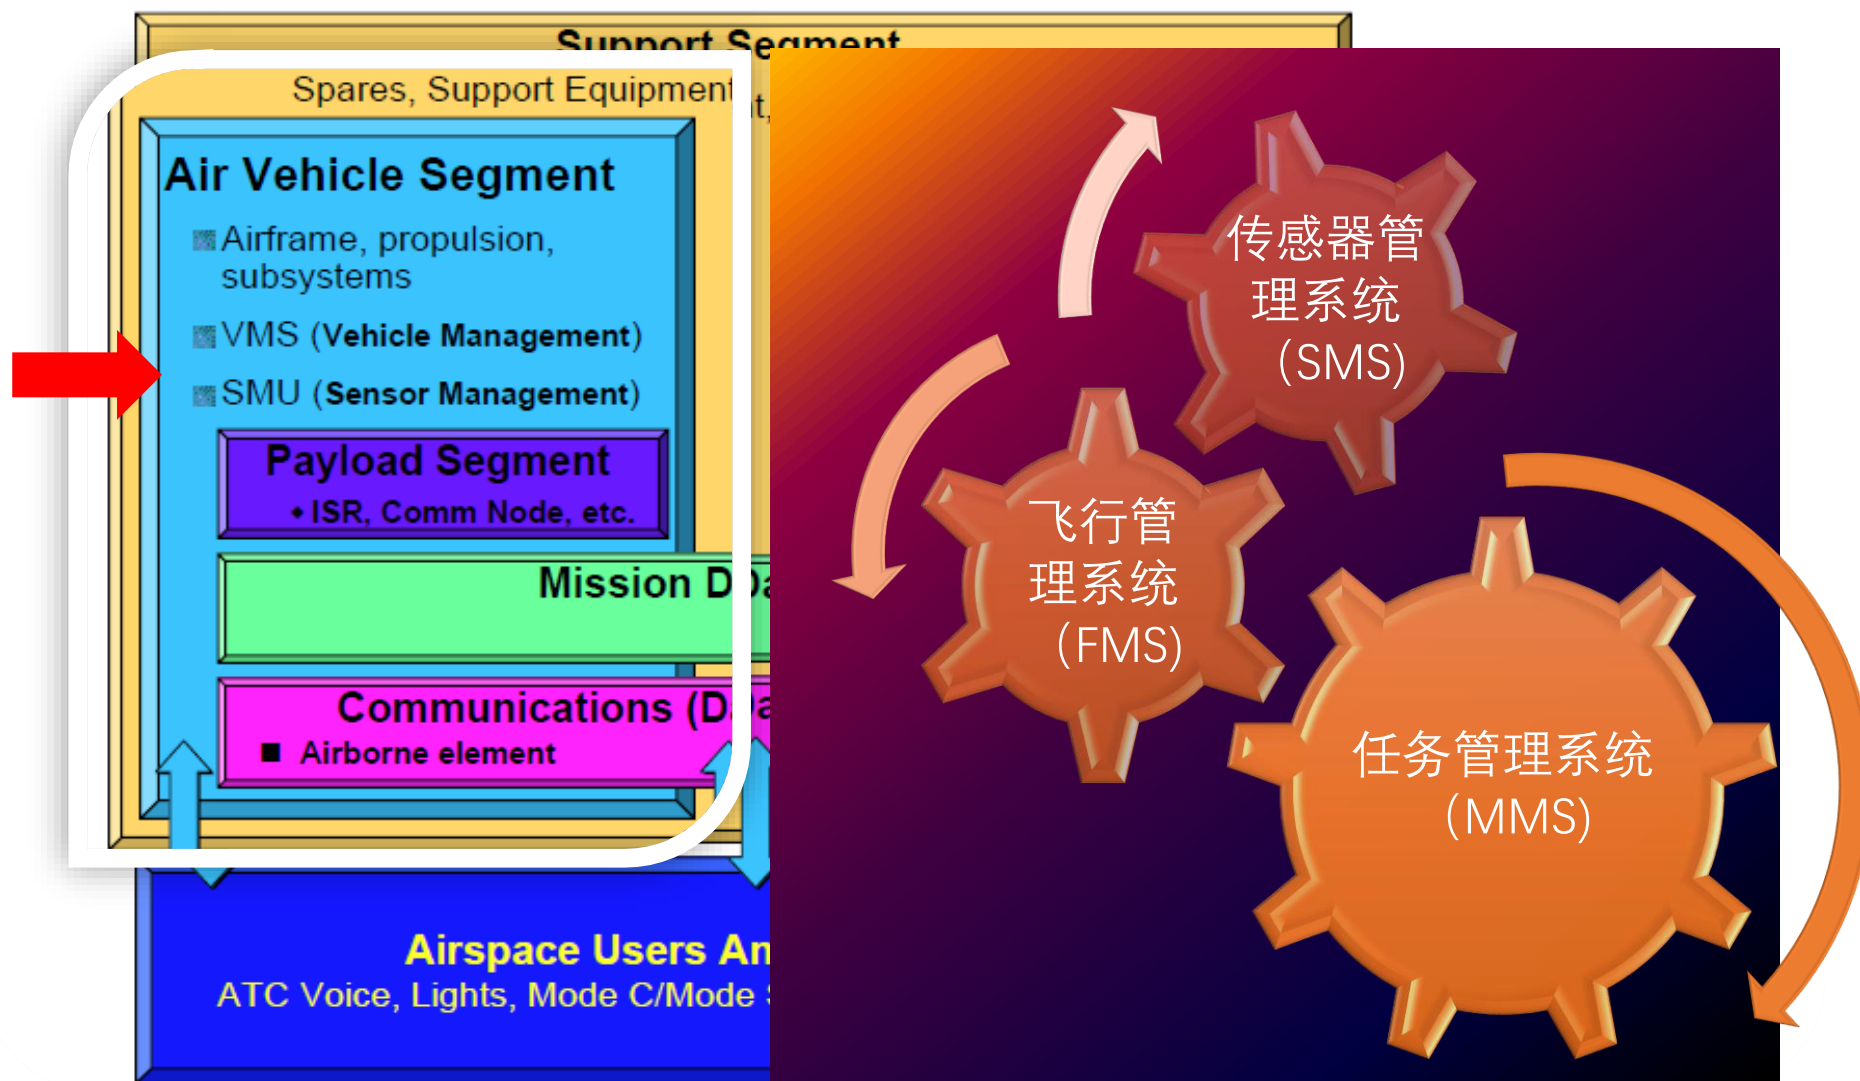 Support Segment
Spares, Support Equipment
t,
Air Vehicle Segment
Airframe, propulsion,
subsystems
VMS (Vehicle Management)
SMU (Sensor Management)
Payload Segment
◆ ISR, Comm Node, etc.
Mission D
Communications (D
■ Airborne element
Airspace Users An
ATC Voice, Lights, Mode C/Mode
传感器管
理系统
（SMS)
飞行管
理系统
（FMS)
任务管理系统
（MMS)